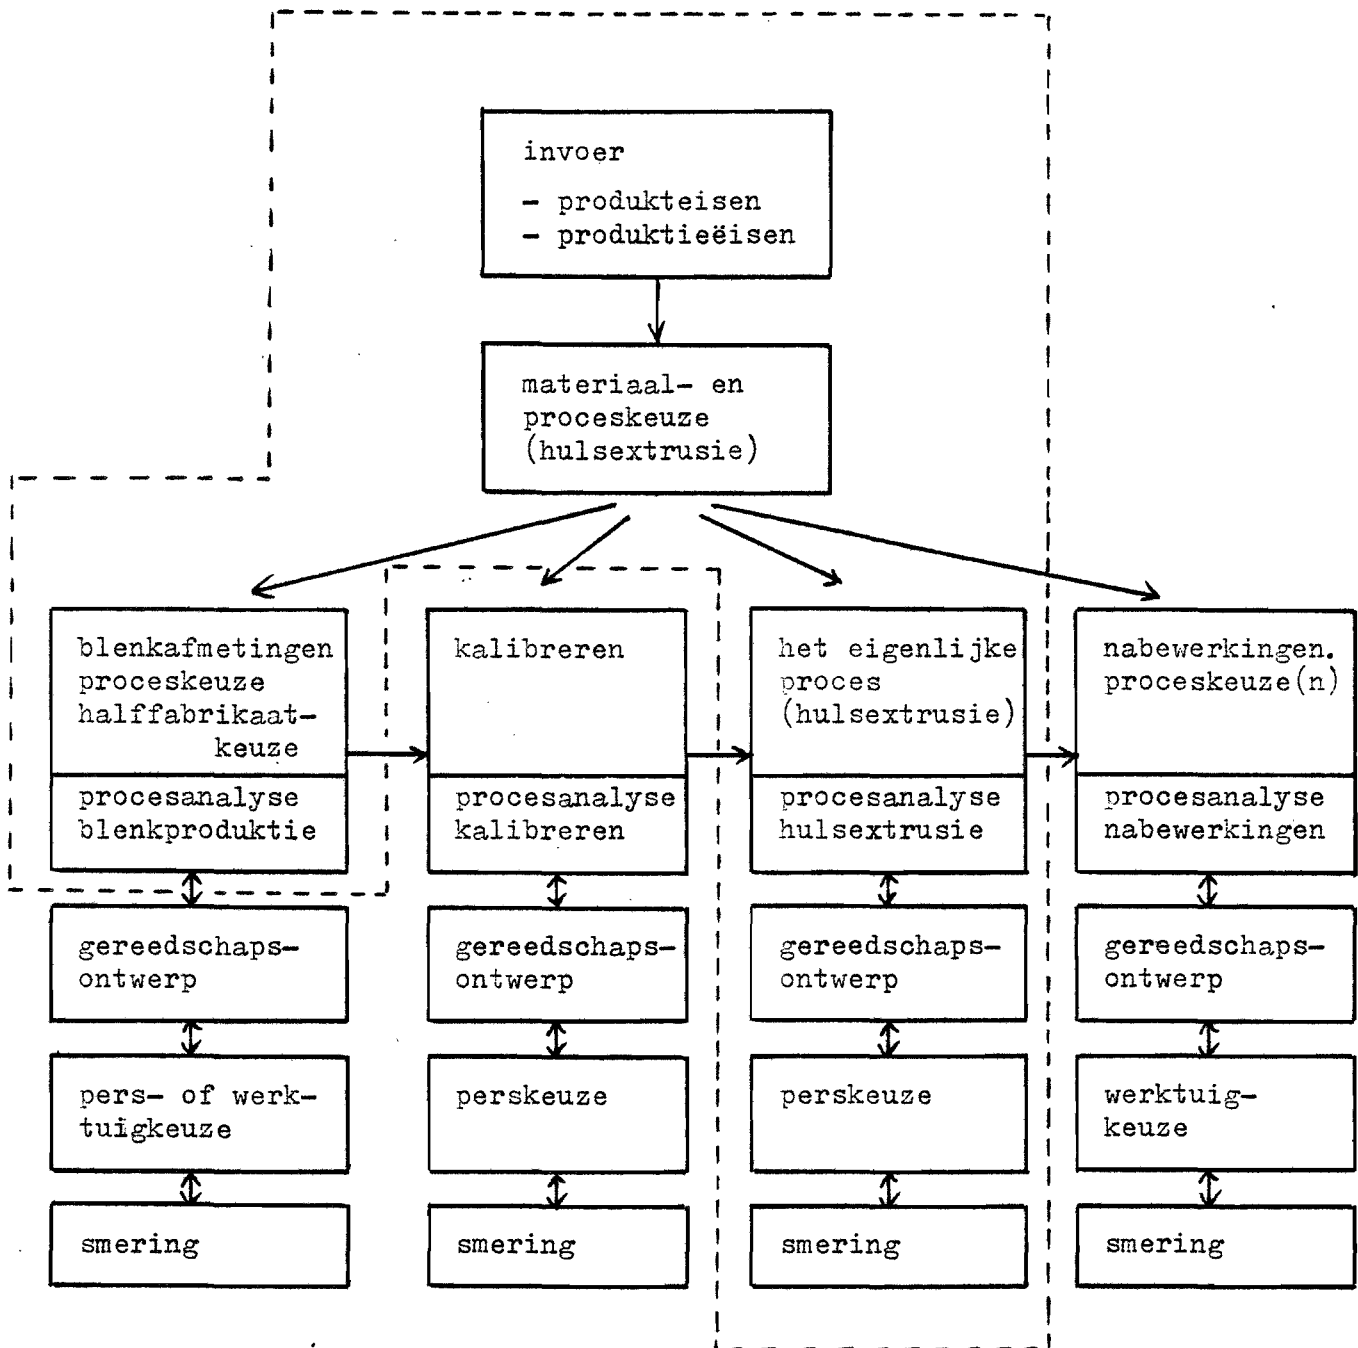 invoer
- produkteisen
- produktieëisen
materiaal- en
proceskeuze
(hulsextrusie)
blenkafmetingen
proceskeuze
halffabrikaat-
keuze
procesanalyse
blenkproduktie
gereedschaps-
ontwerp
pers- of werk-
tuigkeuze
smering
kalibreren
procesanalyse
kalibreren
gereedschaps-
ontwerp
perskeuze
smering
het eigenlijke
proces
(hulsextrusie)
procesanalyse
hulsextrusie
gereedschaps-
ontwerp
perskeuze
smering
nabewerkingen.
proceskeuze(n)
procesanalyse
nabewerkingen
gereedschaps-
ontwerp
werktuig-
keuze
smering